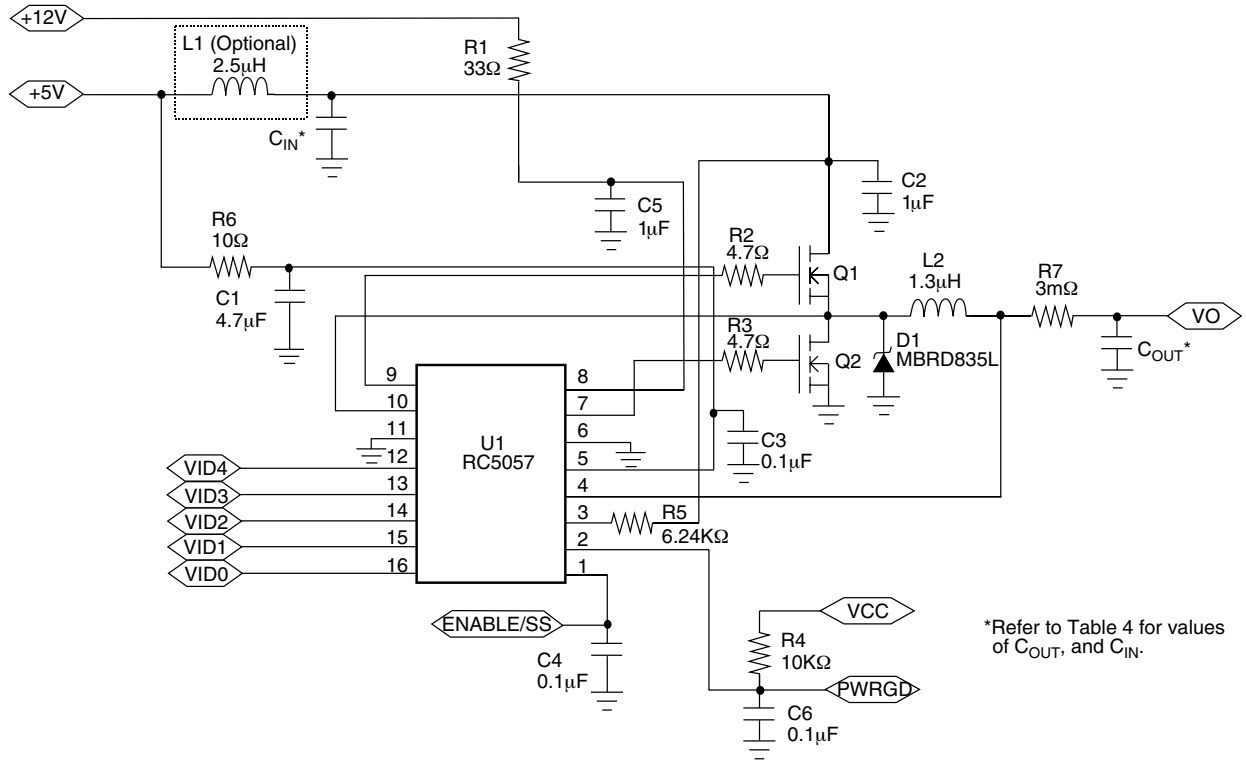 +12V
L1 (Optional)
2.5μH
R1
33Ω
+5V
CIN*
C2
1μF
C5
1μF
R6
10Ω
R2
4.7Ω
Q1
L2
1.3μH
R7
3mΩ
C1
4.7μF
VO
R3
4.7Ω
Q2
D1
MBRD835L
COUT*
9
10
11
12
13
14
15
16
U1
RC5057
8
7
6
5
4
3
2
1
C3
0.1μF
VID4
VID3
VID2
VID1
VID0
R5
6.24KΩ
ENABLE/SS
C4
0.1μF
VCC
R4
10KΩ
PWRGD
C6
0.1μF
*Refer to Table 4 for values
of COUT, and CIN.